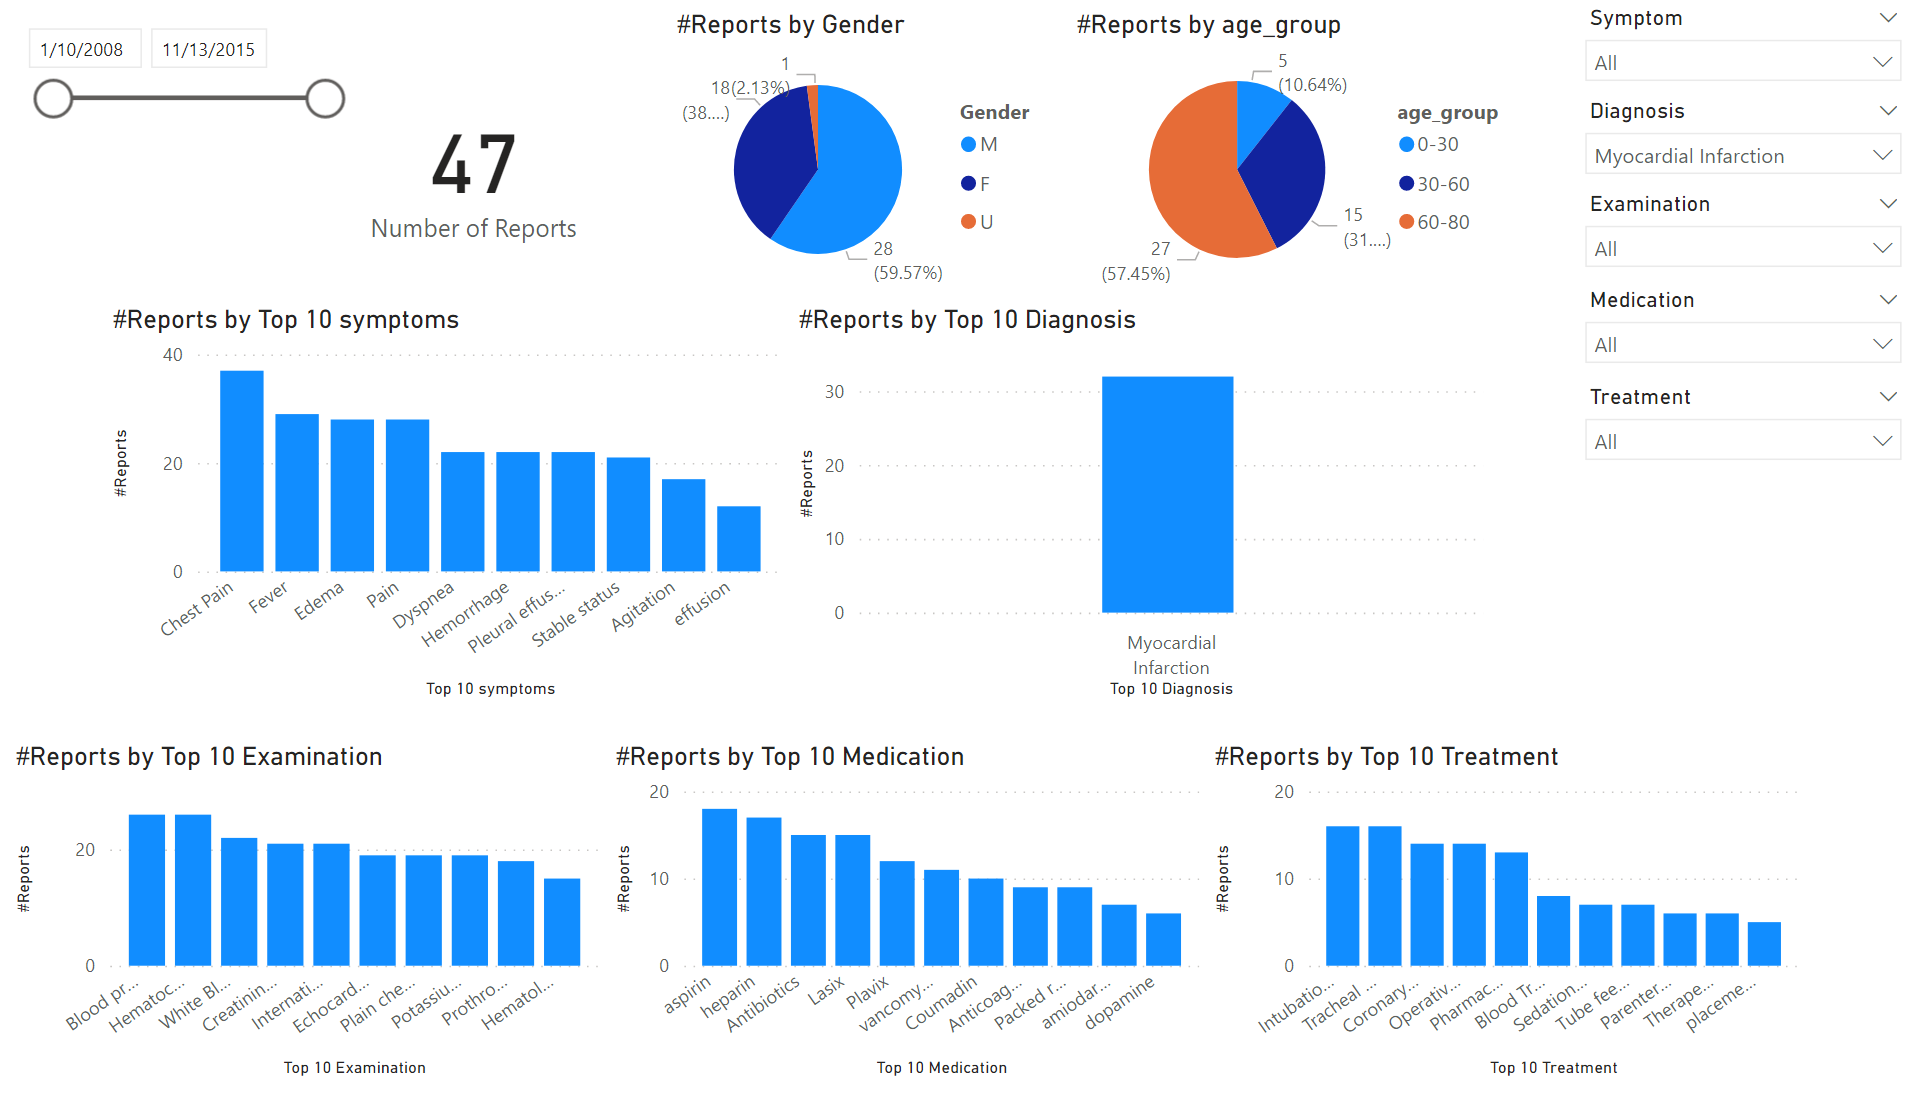 1/10/2008 11/13/2015
47
Number of Reports
#Reports by Gender
1
(2.13%)
18
(38....)
28
(59.57%)
Gender
M
F
U
#Reports by age_group
5
(10.64%)
15
(31....)
27
(57.45%)
age_group
0-30
30-60
60-80
Symptom
All
Diagnosis
Myocardial Infarction
Examination
All
Medication
All
Treatment
All
#Reports by Top 10 symptoms
#Reports
40
20
0
Chest Pain
Fever
Edema
Pain
Dyspnea
Hemorrhage
Pleural effus...
Stable status
Agitation
effusion
Top 10 symptoms
#Reports by Top 10 Diagnosis
#Reports
30
20
10
0
Myocardial
Infarction
Top 10 Diagnosis
#Reports by Top 10 Examination
#Reports
20
0
Blood pr...
Hematoc...
White Bl...
Creatinin...
Internati...
Echocard...
Plain che...
Potassiu...
Prothro...
Hematol...
Top 10 Examination
#Reports by Top 10 Medication
#Reports
20
10
0
aspirin
heparin
Antibiotics
Lasix
Plavix
vancomy...
Coumadin
Anticoag...
Packed r...
amiodar...
dopamine
Top 10 Medication
#Reports by Top 10 Treatment
#Reports
20
10
0
Intubatio...
Tracheal ...
Coronary...
Operativ...
Pharmac...
Blood Tr...
Sedation...
Tube fee...
Parenter...
Therape...
placeme...
Top 10 Treatment